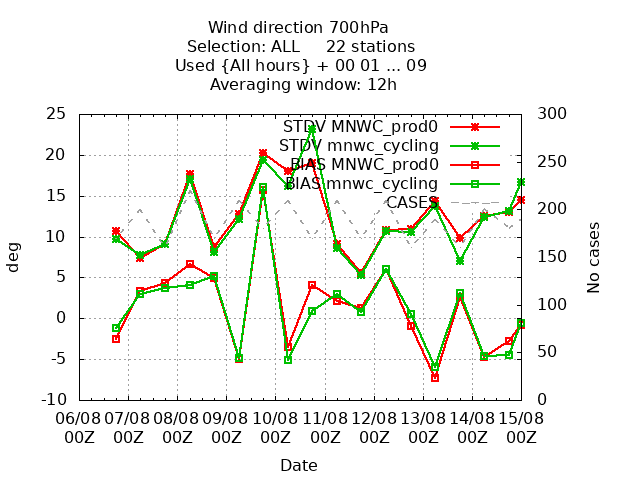 Wind direction 700hPa
Selection: ALL     22 stations
Used {All hours} + 00 01 ... 09
Averaging window: 12h
25
20
15
10
5
0
-5
-10
deg
300
250
200
150
100
50
0
No cases
STDV MNWC_prod0
STDV mnwc_cycling
BIAS MNWC_prod0
BIAS mnwc_cycling
CASES
06/08 07/08 08/08 09/08 10/08 11/08 12/08 13/08 14/08 15/08
00Z 00Z 00Z 00Z 00Z 00Z 00Z 00Z 00Z 00Z
Date